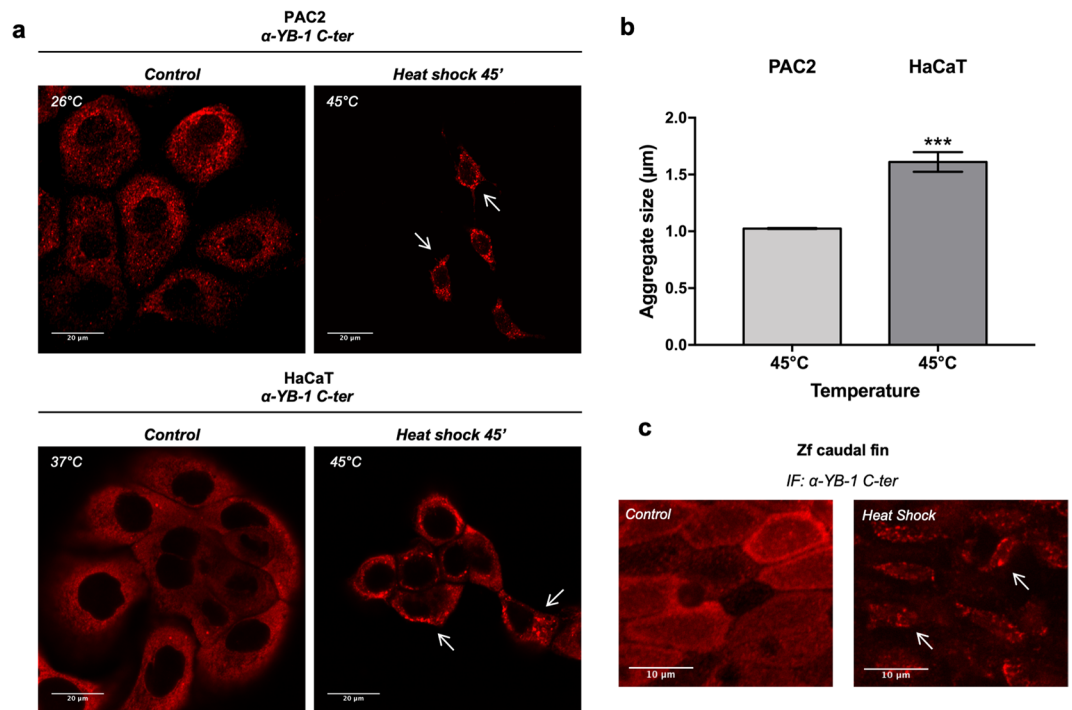 a
PAC2
α-YB-1 C-ter
Control
Heat shock 45’
26°C
45°C
20 µm
20 µm
HaCaT
α-YB-1 C-ter
Control
Heat shock 45’
37°C
45°C
20 µm
20 µm
b
PAC2
HaCaT
Aggregate size (µm)
2.0
1.5
1.0
0.5
0.0
***
45°C
45°C
Temperature
c
Zf caudal fin
IF: α-YB-1 C-ter
Control
Heat Shock
10 µm
10 µm